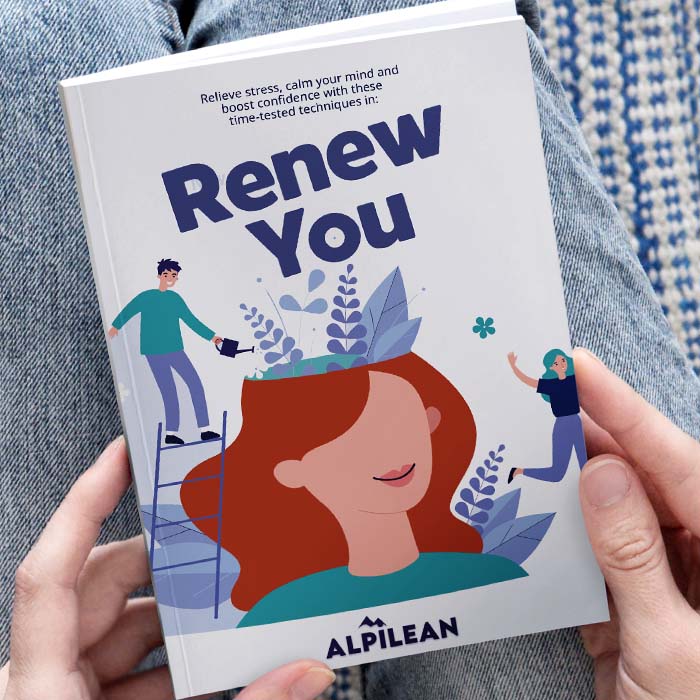 Relieve stress, calm your mind and
boost confidence with these
time-tested techniques in:
Renew
You
ALPILEAN